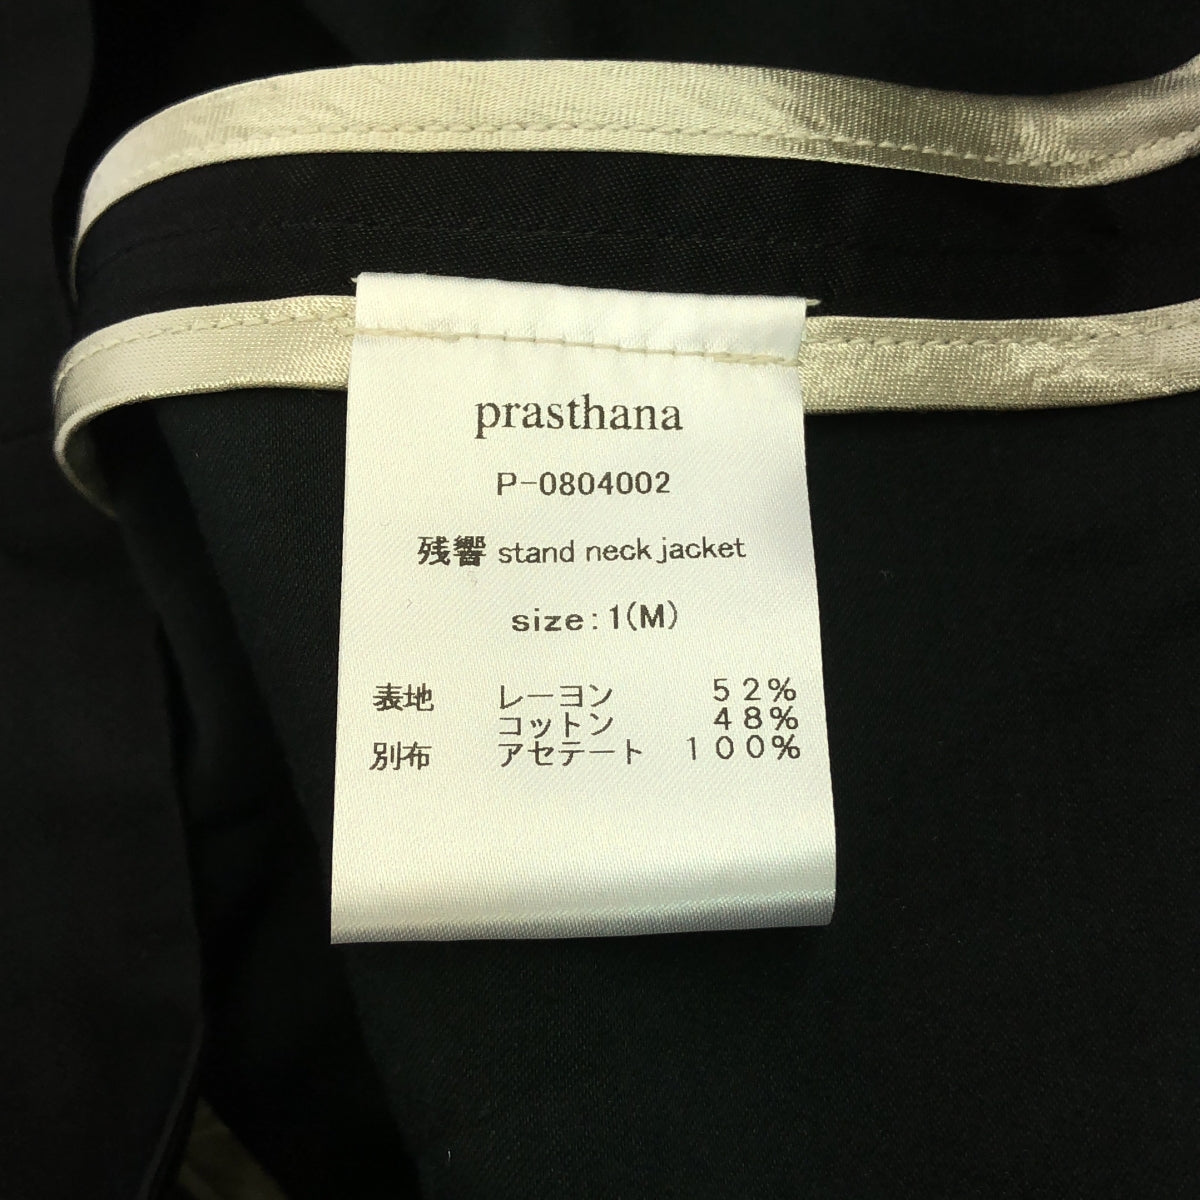 prasthana
P-0804002
残響 stand neck jacket
size:1(M)
表地 レーヨン 52%
コットン 48%
別布 アセテート 100%